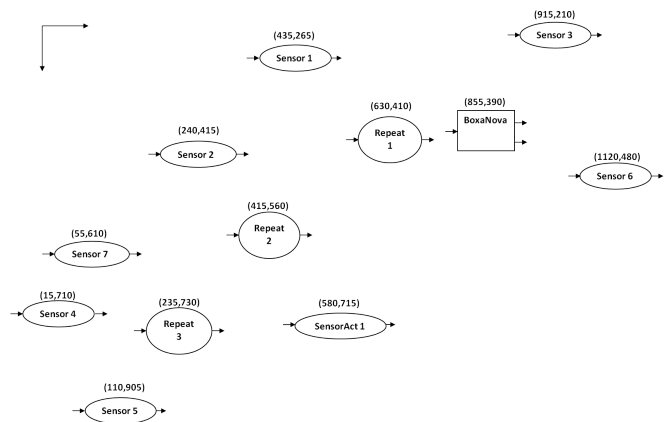 (915,210)
Sensor 3
(435,265)
Sensor 1
(630,410)
Repeat
1
(855,390)
BoxaNova
(240,415)
Sensor 2
(1120,480)
Sensor 6
(415,560)
Repeat
2
(55,610)
Sensor 7
(15,710)
Sensor 4
(235,730)
Repeat
3
(580,715)
SensorAct 1
(110,905)
Sensor 5